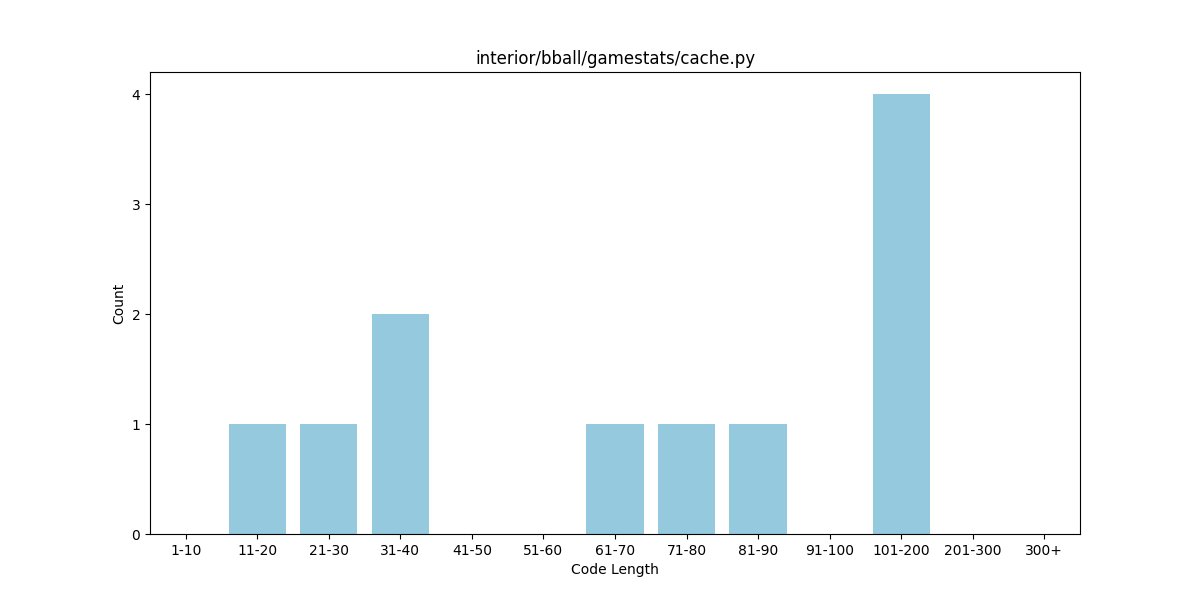 interior/bball/gamestats/cache.py
4
3
2
1
0
Count
1-10 11-20 21-30 31-40 41-50 51-60 61-70 71-80 81-90 91-100 101-200 201-300 300+
Code Length